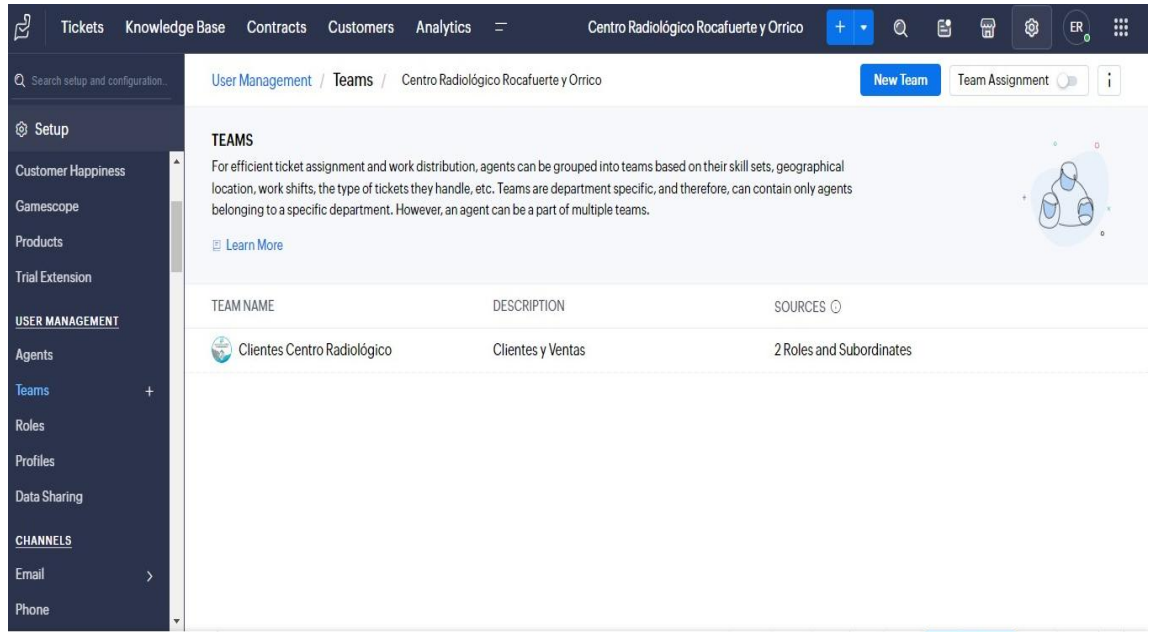 Tickets Knowledge Base Contracts Customers Analytics Centro Radiológico Rocafuerte y Orrico ER
Search setup and configuration..
User Management / Teams / Centro Radiológico Rocafuerte y Orrico New Team Team Assignment i
Setup
Customer Happiness
Gamescope
Products
Trial Extension
USER MANAGEMENT
Agents
Teams +
Roles
Profiles
Data Sharing
CHANNELS
Email
Phone
TEAMS
For efficient ticket assignment and work distribution, agents can be grouped into teams based on their skill sets, geographical
location, work shifts, the type of tickets they handle, etc. Teams are department specific, and therefore, can contain only agents
belonging to a specific department. However, an agent can be a part of multiple teams.
Learn More
TEAM NAME DESCRIPTION SOURCES
Clientes Centro Radiológico Clientes y Ventas 2 Roles and Subordinates